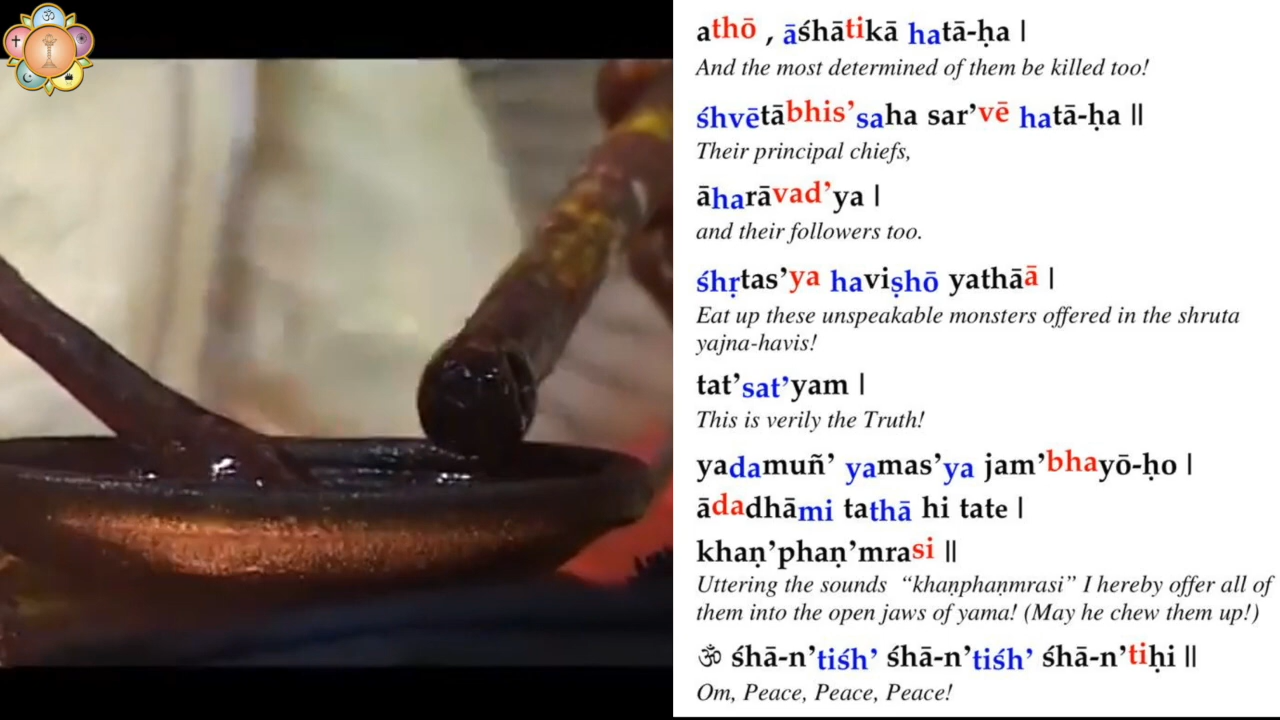 athō , āśhātikā hatā-ḥa |
And the most determined of them be killed too!
śhvētābhis’saha sar’vē hatā-ḥa ||
Their principal chiefs,
āharāvad’ya |
and their followers too.
śhṛtas’ya haviṣhō yathāā |
Eat up these unspeakable monsters offered in the shruta
yajna-havis!
tat’sat’yam |
This is verily the Truth!
yadamuñ’ yamas’ya jam’bhayō-ḥo |
ādadhāmi tathā hi tate |
khaṇ’phaṇ’mrasi ||
Uttering the sounds “khaṇphaṇmrasi” I hereby offer all of
them into the open jaws of yama! (May he chew them up!)
ॐ śhā-n’tiśh’ śhā-n’tiśh’ śhā-n’tiḥi ||
Om, Peace, Peace, Peace!